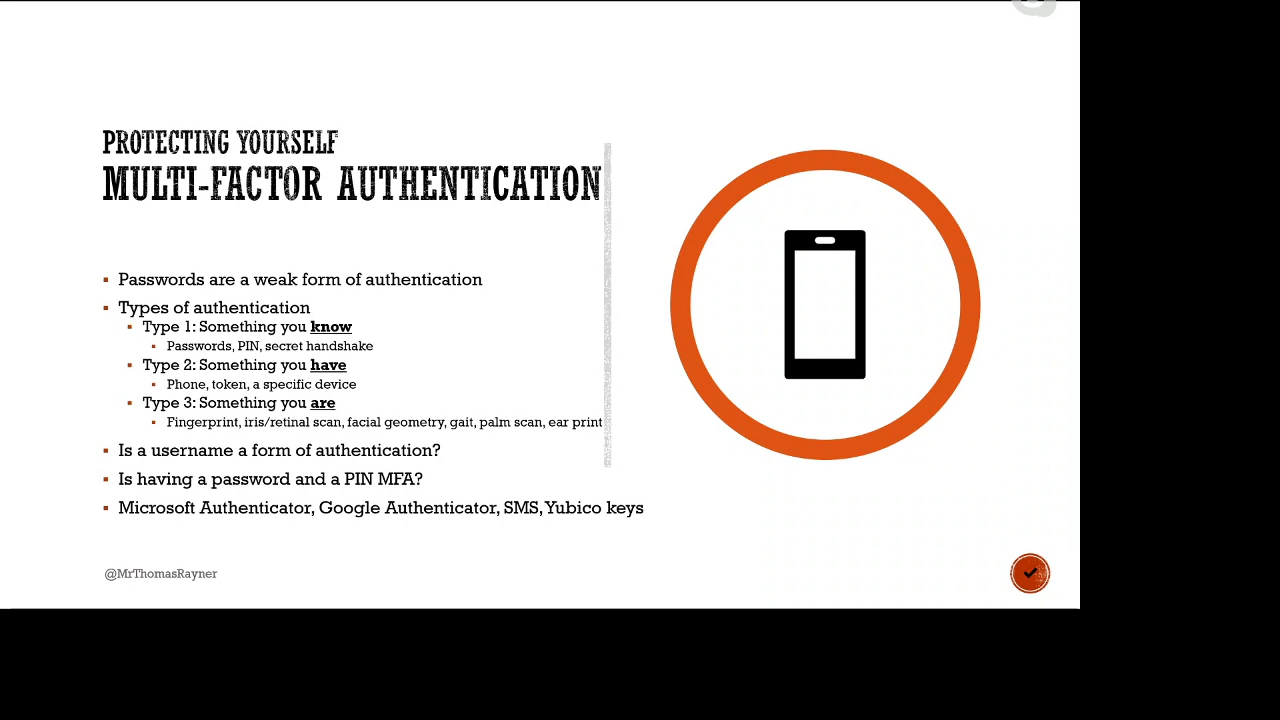 PROTECTING YOURSELF
MULTI-FACTOR AUTHENTICATION
Passwords are a weak form of authentication
Types of authentication
Type 1: Something you know
Passwords, PIN, secret handshake
Type 2: Something you have
Phone, token, a specific device
Type 3: Something you are
Fingerprint, iris/retinal scan, facial geometry, gait, palm scan, ear print
Is a username a form of authentication?
Is having a password and a PIN MFA?
Microsoft Authenticator, Google Authenticator, SMS, Yubico keys
@MrThomasRayner